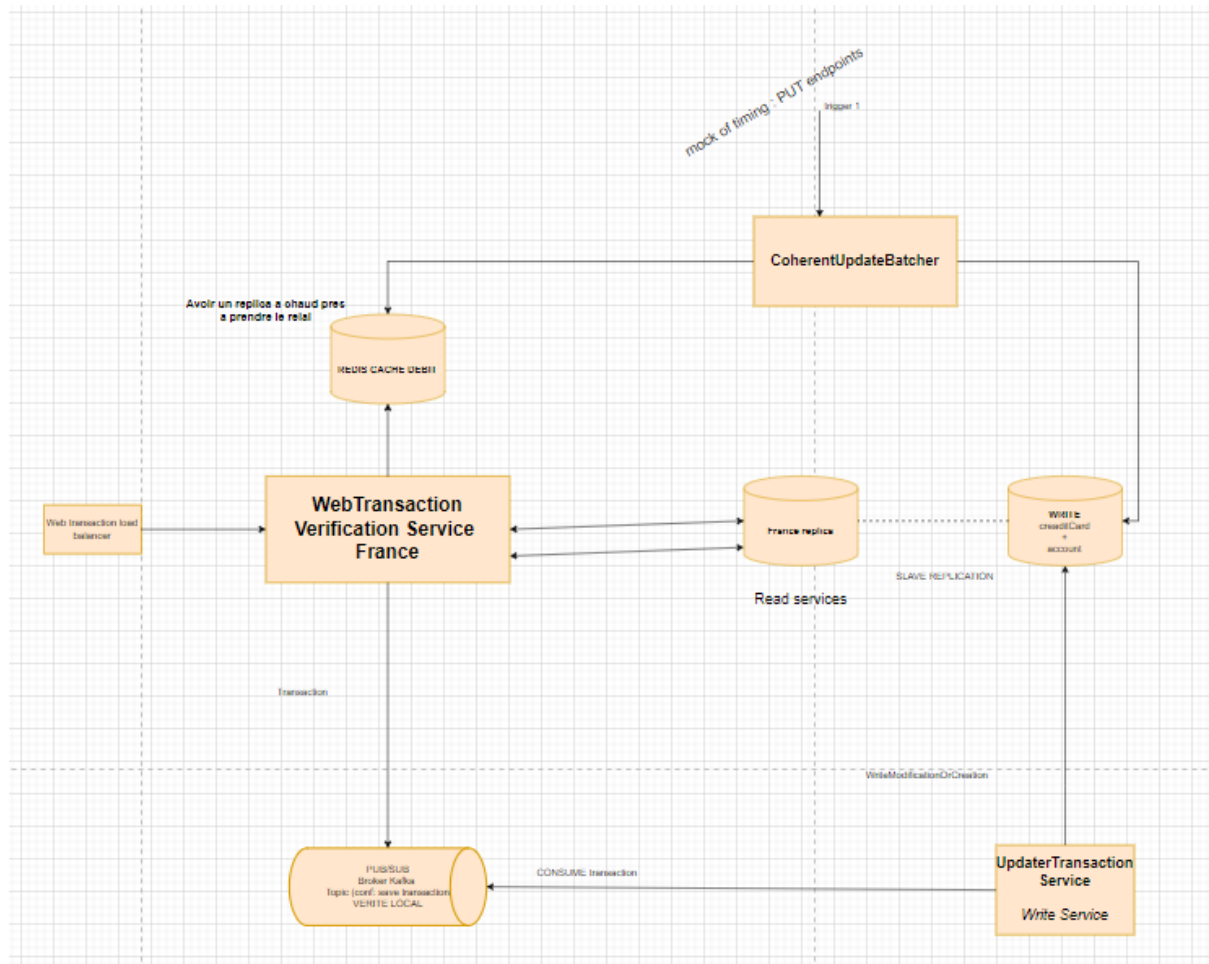 mock of timing : PUT endpoints
trigger 1
CoherentUpdateBatcher
Avoir un replica a chaud pres
a prendre le relai
REDIS CACHE DEBIT
Web transaction load
balancer
WebTransaction
Verification Service
France
France replica
WRITE
creaditCard
+
account
SLAVE REPLICATION
Read services
Transaction
WriteModificationOrCreation
PUB/SUB
Broker Kafka
Topic (conf. save transaction
VERITE LOCAL
CONSUME transaction
UpdaterTransaction
Service
Write Service